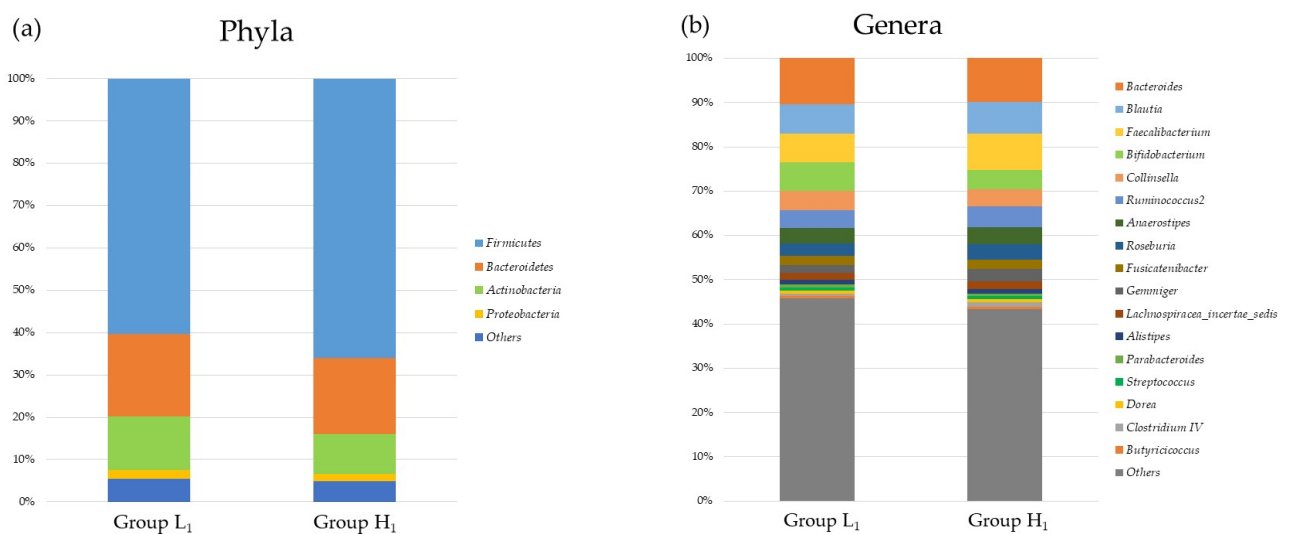 (a)
Phyla
100%
90%
80%
70%
60%
50%
40%
30%
20%
10%
0%
Group L₁
Group H₁
Firmicutes
Bacteroidetes
Actinobacteria
Proteobacteria
Others
(b)
Genera
100%
90%
80%
70%
60%
50%
40%
30%
20%
10%
0%
Group L₁
Group H₁
Bacteroides
Blautia
Faecalibacterium
Bifidobacterium
Collinsella
Ruminococcus2
Anaerostipes
Roseburia
Fusicatenibacter
Gemmiger
Lachnospiracea_incertae_sedis
Alistipes
Parabacteroides
Streptococcus
Dorea
Clostridium IV
Butyricicoccus
Others